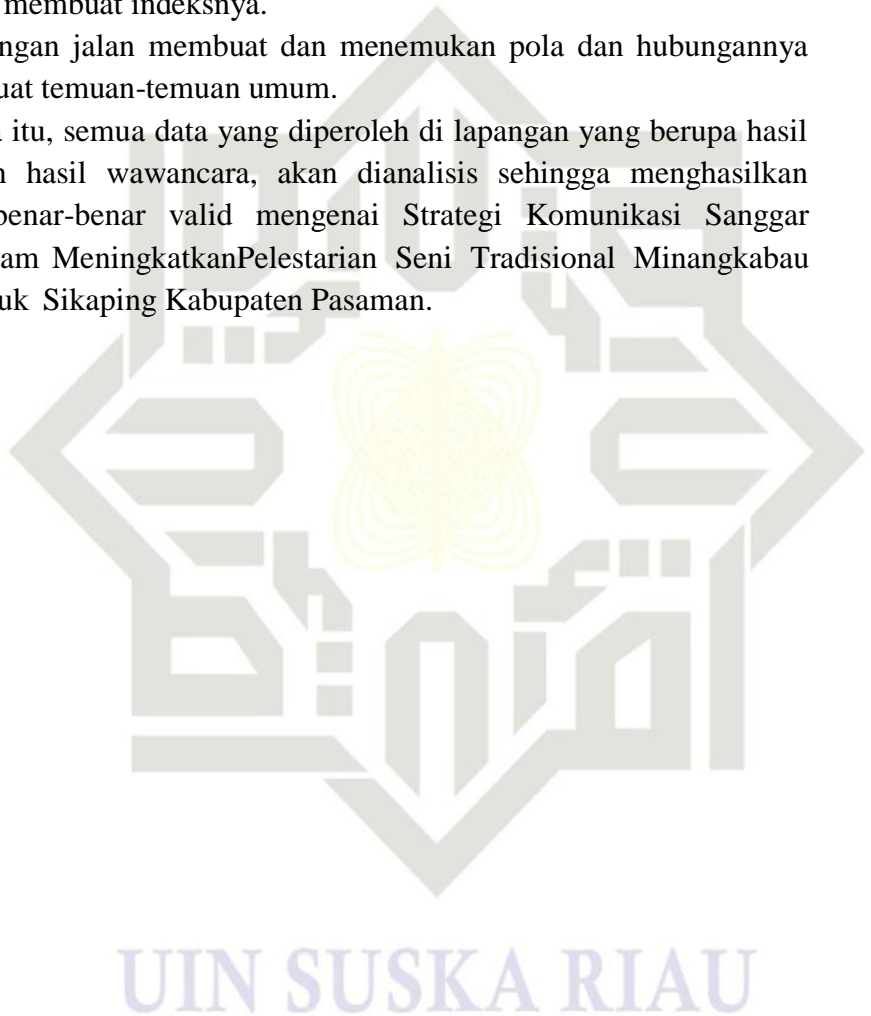 membuat indeksnya.
ngan jalan membuat dan menemukan pola dan hubungannya
uat temuan-temuan umum.
itu, semua data yang diperoleh di lapangan yang berupa hasil
hasil wawancara, akan dianalisis sehingga menghasilkan
benar-benar valid mengenai Strategi Komunikasi Sanggar
am MeningkatkanPelestarian Seni Tradisional Minangkabau
uk Sikaping Kabupaten Pasaman.
UIN SUSKA RIAU